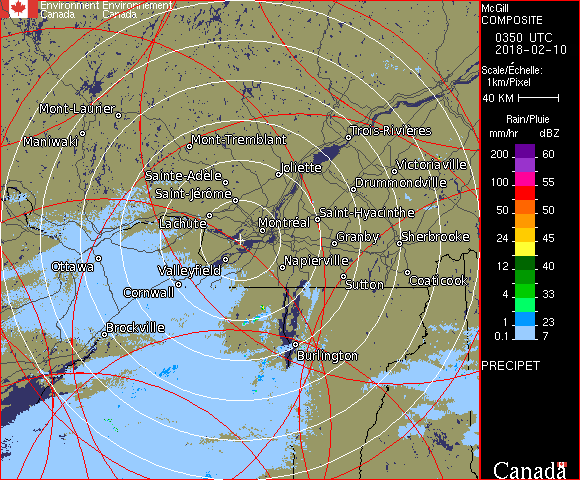 Environment Environnement
Canada Canada
McGill
COMPOSITE
0350 UTC
2018-02-10
Scale/Échelle:
1km/Pixel
40 KM
Rain/Pluie
mm/hr dBZ
200 60
100 55
50 50
24 45
12 40
4 33
1 23
0.1 7
PRECIPET
Canada
Mont-Laurier
Maniwaki
Mont-Tremblant
Trois-Rivières
Sainte-Adèle
Joliette
Victoriaville
Saint-Jérôme
Drummondville
Lachute
Montréal
Saint-Hyacinthe
Granby
Sherbrooke
Ottawa
Valleyfield
Napierville
Cornwall
Sutton
Coaticook
Brockville
Burlington